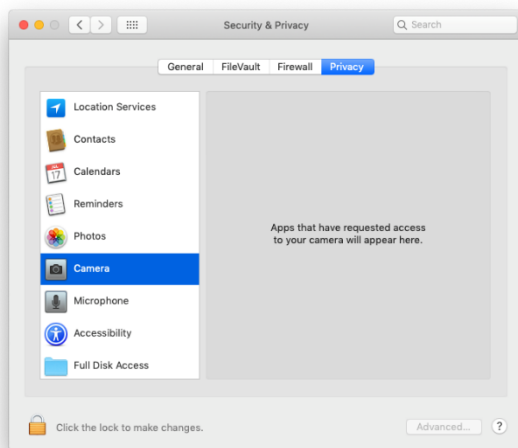 Security & Privacy
Search
General
FileVault
Firewall
Privacy
Location Services
Contacts
Calendars
Reminders
Photos
Camera
Microphone
Accessibility
Full Disk Access
Apps that have requested access
to your camera will appear here.
Click the lock to make changes.
Advanced...
?